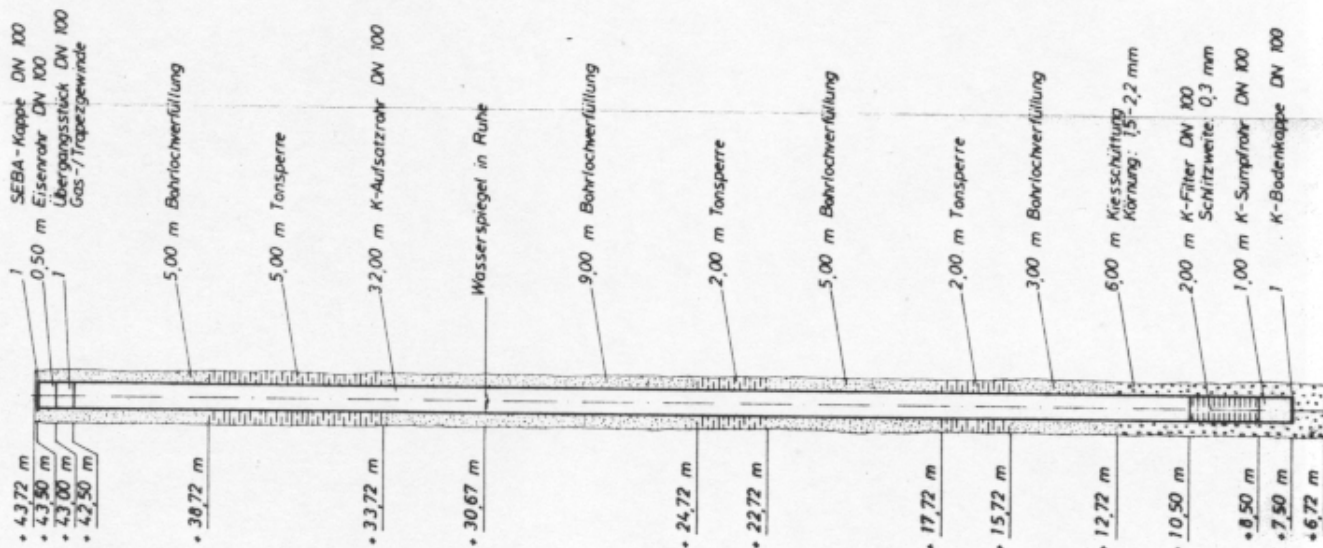 1 SEBA-Kappe DN 100
0,50 m Eisenrohr DN 100
1 Übergangsstück DN 100
Gas-/Trapezgewinde
5,00 m Bohrlochverfüllung
5,00 m Tonsperre
32,00 m K-Aufsatzrohr DN 100
Wasserspiegel in Ruhe
9,00 m Bohrlochverfüllung
2,00 m Tonsperre
5,00 m Bohrlochverfüllung
2,00 m Tonsperre
3,00 m Bohrlochverfüllung
6,00 m Kiesschüttung
Körnung: 1,5-2,2 mm
2,00 m K-Filter DN 100
Schlitzweite: 0,3 mm
1,00 m K-Sumpfrohr DN 100
1 K-Bodenkappe DN 100
+ 43,72 m
+ 43,50 m
+ 43,00 m
+ 42,50 m
+ 38,72 m
+ 33,72 m
+ 30,67 m
+ 24,72 m
+ 22,72 m
+ 17,72 m
+ 15,72 m
+ 12,72 m
+ 10,50 m
+ 8,50 m
+ 7,50 m
+ 6,72 m